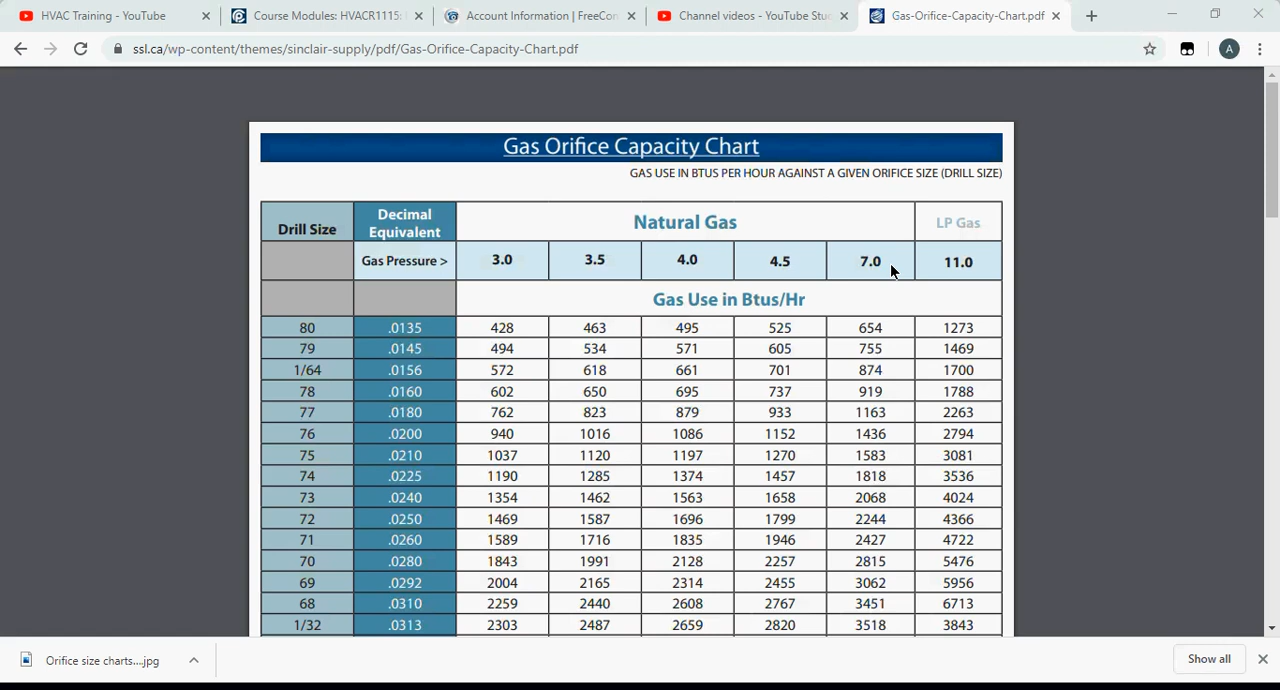 HVAC Training - YouTube
Course Modules: HVACR1115:
Account Information | FreeCon
Channel videos - YouTube Stu
Gas-Orifice-Capacity-Chart.pdf
ssl.ca/wp-content/themes/sinclair-supply/pdf/Gas-Orifice-Capacity-Chart.pdf
A
Gas Orifice Capacity Chart
GAS USE IN BTUS PER HOUR AGAINST A GIVEN ORIFICE SIZE (DRILL SIZE)
Drill Size Decimal Equivalent Natural Gas LP Gas
Gas Pressure > 3.0 3.5 4.0 4.5 7.0 11.0
Gas Use in Btus/Hr
80 .0135 428 463 495 525 654 1273
79 .0145 494 534 571 605 755 1469
1/64 .0156 572 618 661 701 874 1700
78 .0160 602 650 695 737 919 1788
77 .0180 762 823 879 933 1163 2263
76 .0200 940 1016 1086 1152 1436 2794
75 .0210 1037 1120 1197 1270 1583 3081
74 .0225 1190 1285 1374 1457 1818 3536
73 .0240 1354 1462 1563 1658 2068 4024
72 .0250 1469 1587 1696 1799 2244 4366
71 .0260 1589 1716 1835 1946 2427 4722
70 .0280 1843 1991 2128 2257 2815 5476
69 .0292 2004 2165 2314 2455 3062 5956
68 .0310 2259 2440 2608 2767 3451 6713
1/32 .0313 2303 2487 2659 2820 3518 3843
Orifice size charts....jpg
Show all